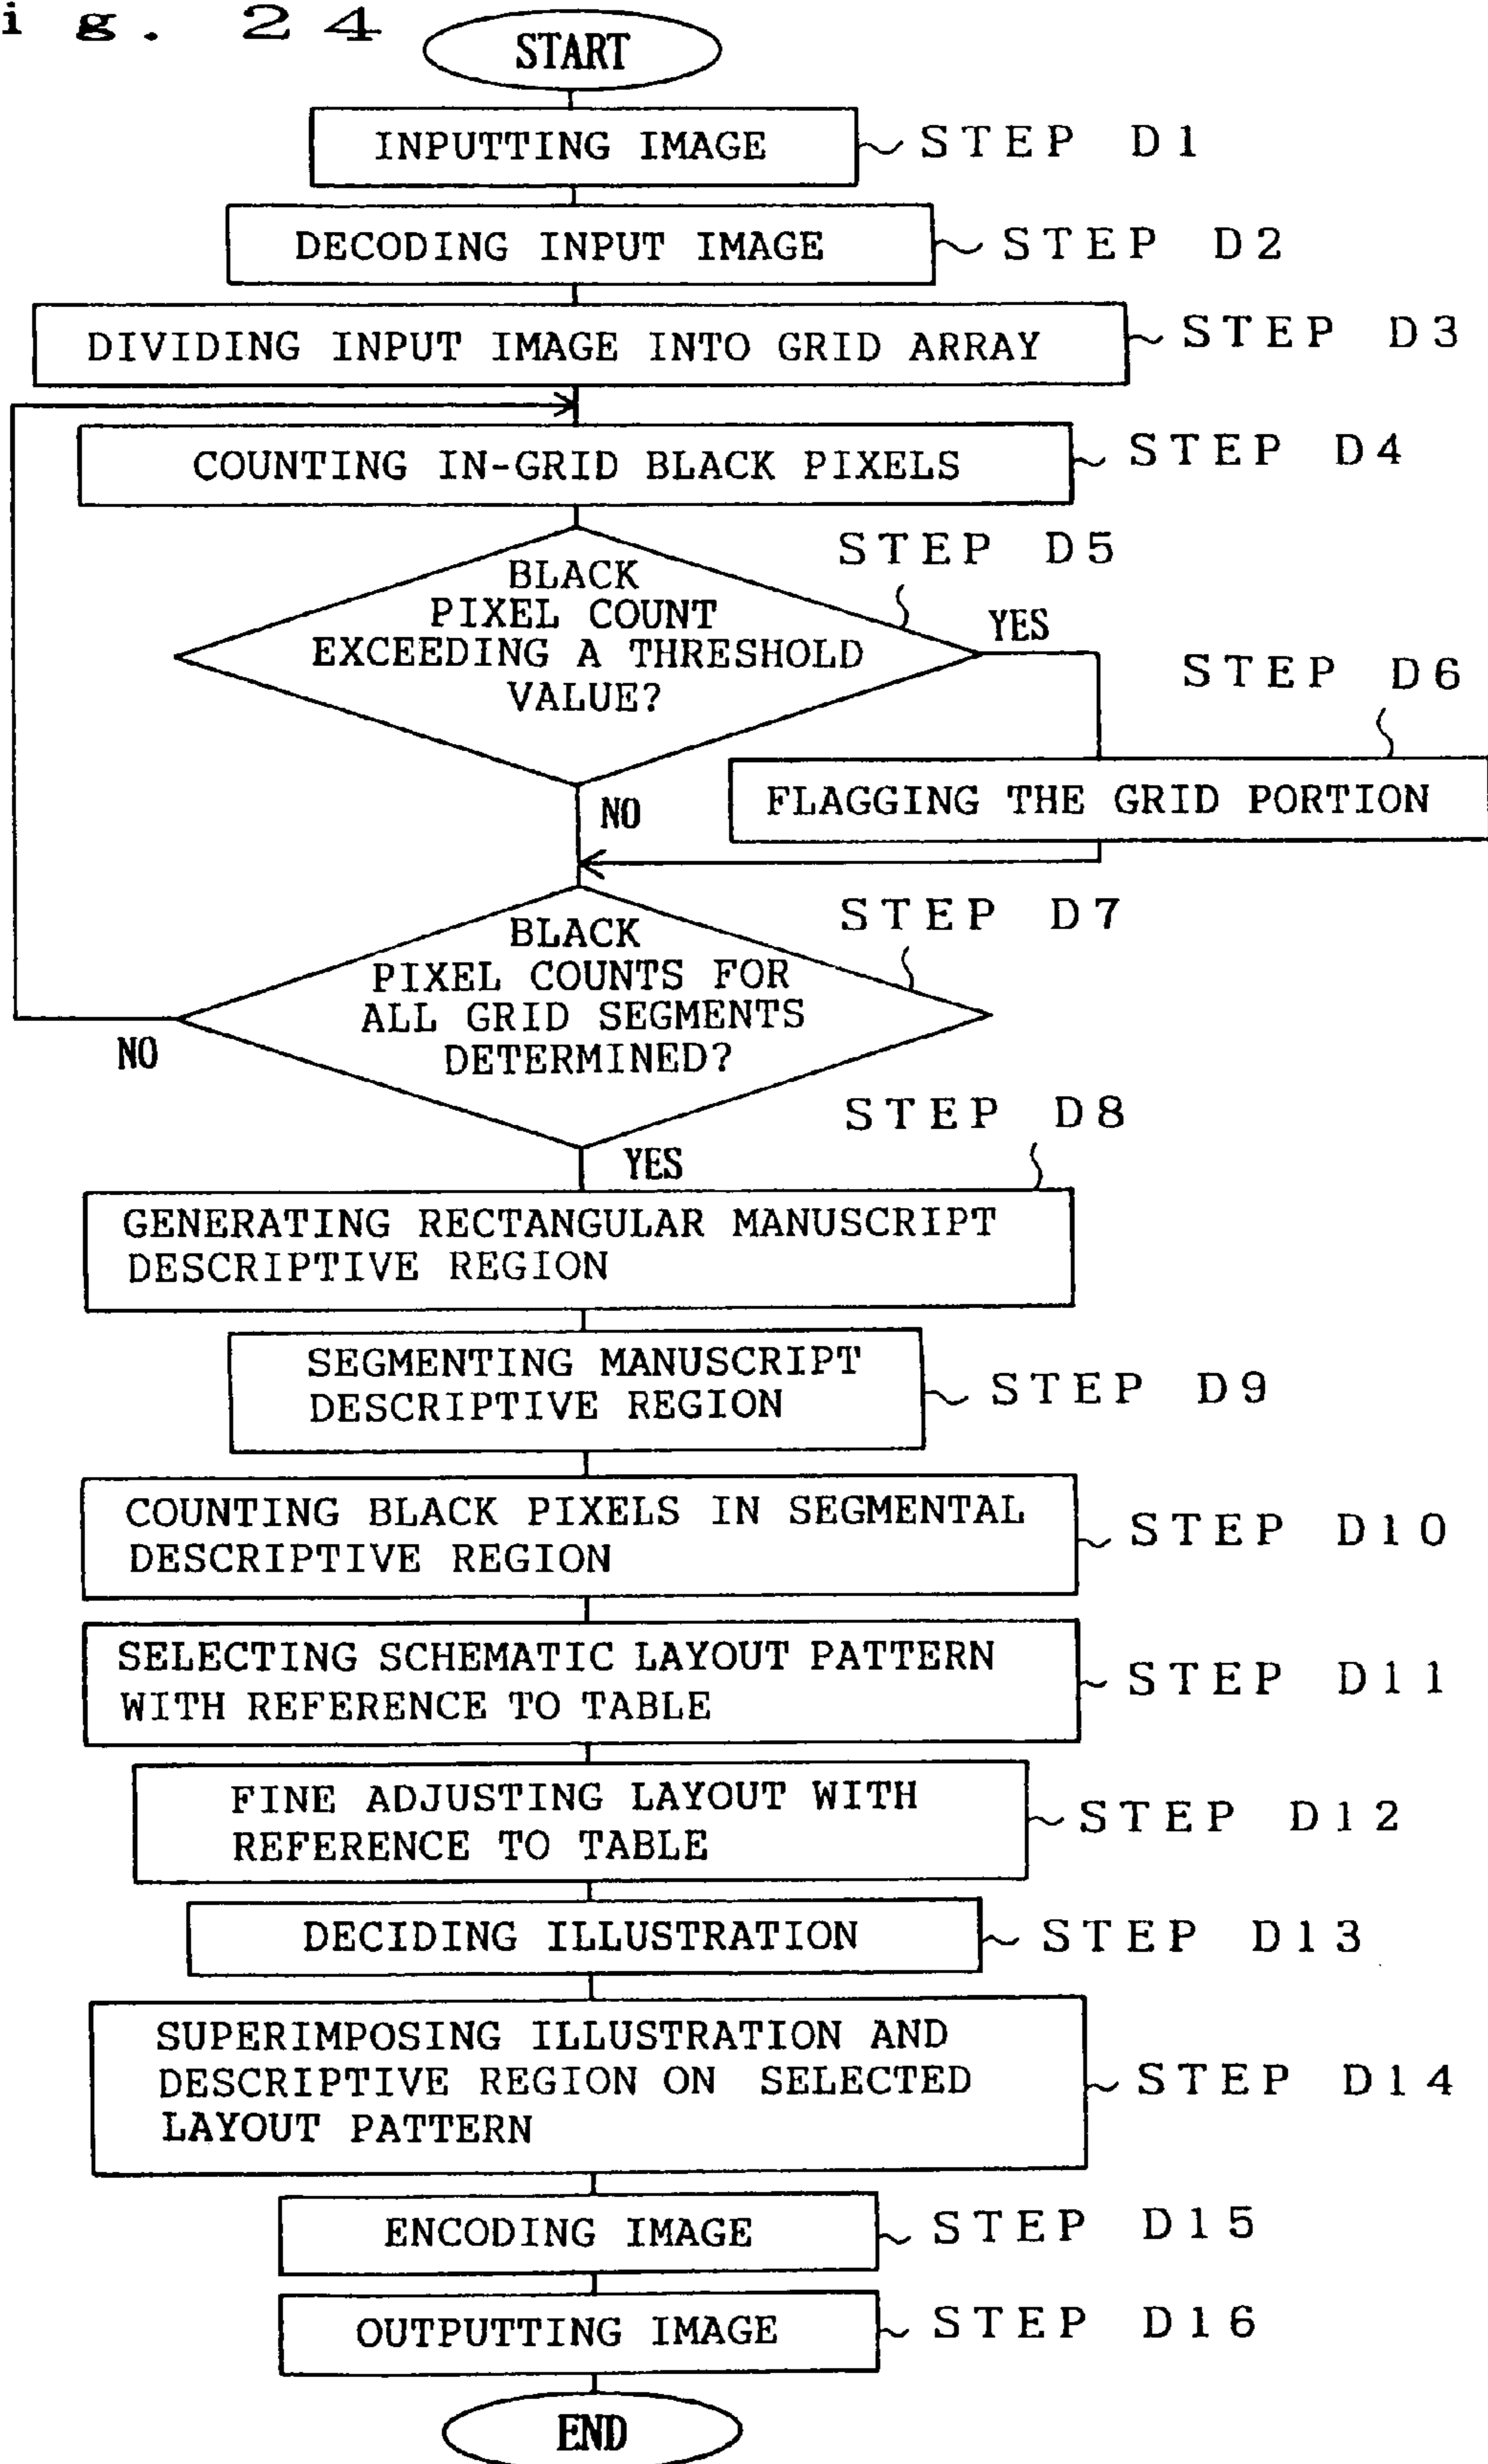 i g. 24
START
INPUTTING IMAGE
STEP D1
DECODING INPUT IMAGE
STEP D2
DIVIDING INPUT IMAGE INTO GRID ARRAY
STEP D3
COUNTING IN-GRID BLACK PIXELS
STEP D4
STEP D5
BLACK
PIXEL COUNT
EXCEEDING A THRESHOLD
VALUE?
YES
STEP D6
NO
FLAGGING THE GRID PORTION
STEP D7
BLACK
PIXEL COUNTS FOR
ALL GRID SEGMENTS
DETERMINED?
NO
STEP D8
YES
GENERATING RECTANGULAR MANUSCRIPT
DESCRIPTIVE REGION
SEGMENTING MANUSCRIPT
DESCRIPTIVE REGION
STEP D9
COUNTING BLACK PIXELS IN SEGMENTAL
DESCRIPTIVE REGION
STEP D10
SELECTING SCHEMATIC LAYOUT PATTERN
WITH REFERENCE TO TABLE
STEP D11
FINE ADJUSTING LAYOUT WITH
REFERENCE TO TABLE
STEP D12
DECIDING ILLUSTRATION
STEP D13
SUPERIMPOSING ILLUSTRATION AND
DESCRIPTIVE REGION ON SELECTED
LAYOUT PATTERN
STEP D14
ENCODING IMAGE
STEP D15
OUTPUTTING IMAGE
STEP D16
END